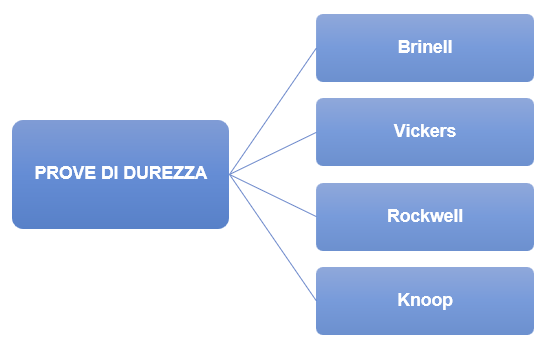 PROVE DI DUREZZA
Brinell
Vickers
Rockwell
Knoop